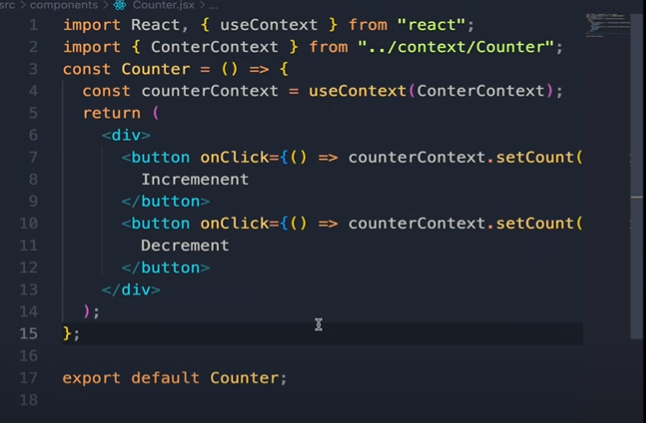 src > components > Counter.jsx > ...
1 import React, { useContext } from "react";
2 import { ConterContext } from "../context/Counter";
3 const Counter = () => {
4 const counterContext = useContext(ConterContext);
5 return (
6 <div>
7 <button onClick={() => counterContext.setCount(
8 Incremenent
9 </button>
10 <button onClick={() => counterContext.setCount(
11 Decrement
12 </button>
13 </div>
14 );
15 };
16
17 export default Counter;
18